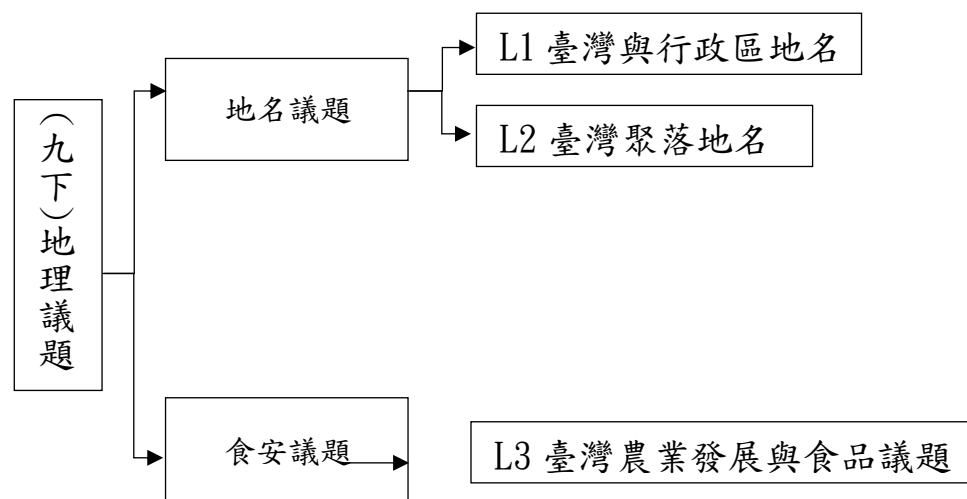 (九下)地理議題
地名議題
L1 臺灣與行政區地名
L2 臺灣聚落地名
食安議題
L3 臺灣農業發展與食品議題